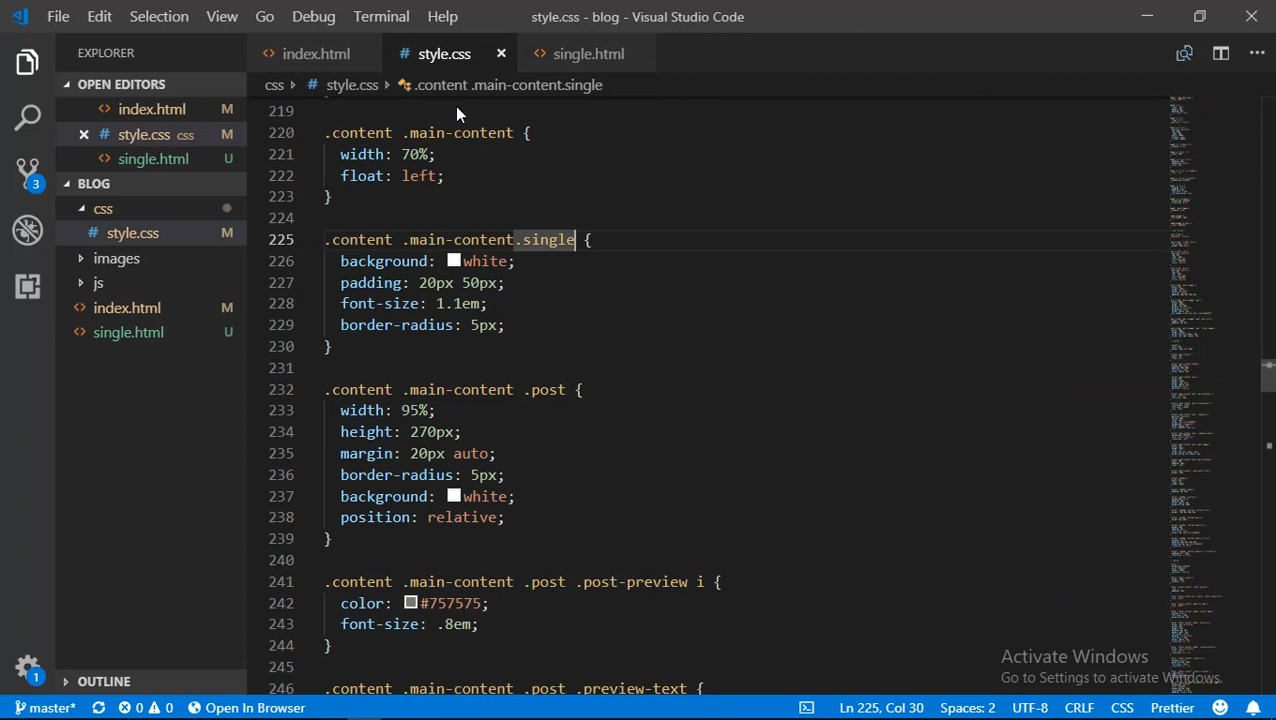 File Edit Selection View Go Debug Terminal Help
style.css - blog - Visual Studio Code
EXPLORER
index.html
style.css
single.html
OPEN EDITORS
index.html M
style.css css M
single.html U
BLOG
css
style.css M
images
js
index.html M
single.html U
OUTLINE
3
1
css style.css .content .main-content.single
219
220 .content .main-content {
221 width: 70%;
222 float: left;
223 }
224
225 .content .main-content.single {
226 background: white;
227 padding: 20px 50px;
228 font-size: 1.1em;
229 border-radius: 5px;
230 }
231
232 .content .main-content .post {
233 width: 95%;
234 height: 270px;
235 margin: 20px auto;
236 border-radius: 5px;
237 background: white;
238 position: relative;
239 }
240
241 .content .main-content .post .post-preview i {
242 color: #757575;
243 font-size: .8em;
244 }
245
246 .content .main-content .post .preview-text {
Activate Windows
Go to Settings to activate Windows.
master* 0 0 Open In Browser
Ln 225, Col 30 Spaces: 2 UTF-8 CRLF CSS Prettier